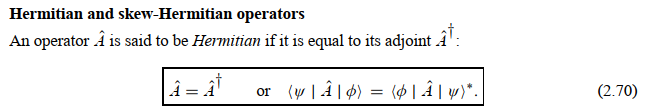 Hermitian and skew-Hermitian operators
An operator Â is said to be Hermitian if it is equal to its adjoint Â†:
Â = Â† or ⟨ψ | Â | φ⟩ = ⟨φ | Â | ψ⟩*. (2.70)